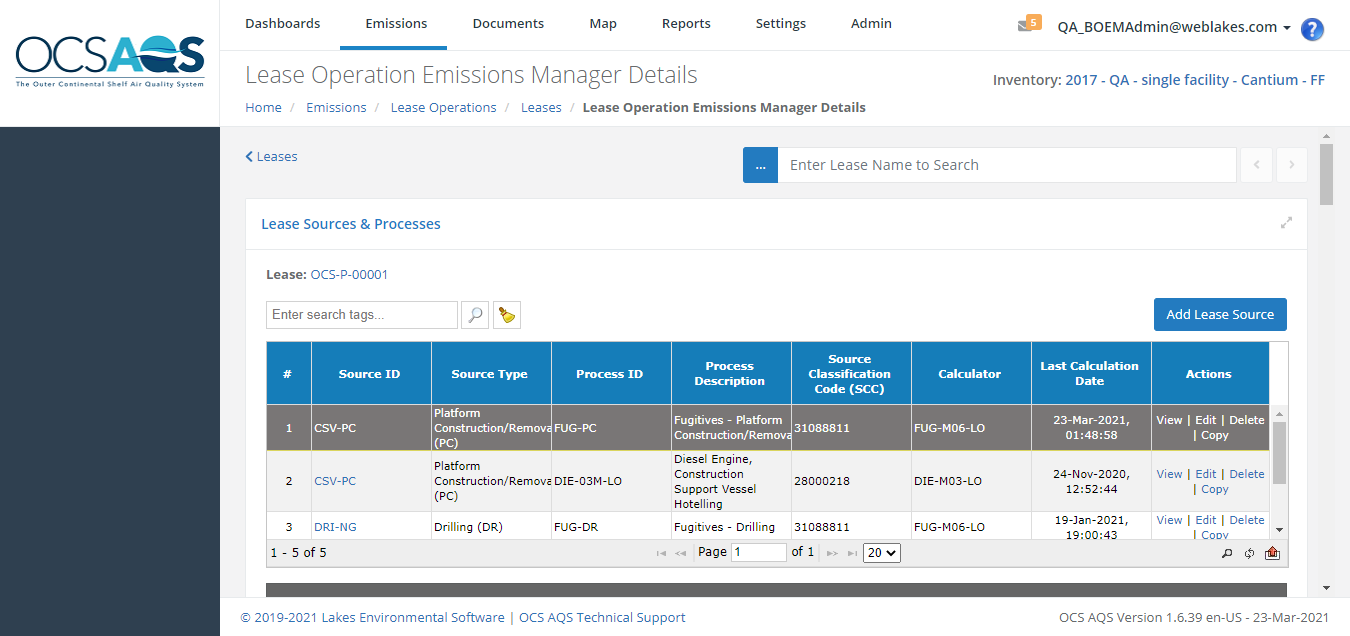 OCSAQS
The Outer Continental Shelf Air Quality System
Dashboards Emissions Documents Map Reports Settings Admin 5 QA_BOEMAdmin@weblakes.com ?
Lease Operation Emissions Manager Details
Inventory: 2017 - QA - single facility - Cantium - FF
Home / Emissions / Lease Operations / Leases / Lease Operation Emissions Manager Details
Leases
... Enter Lease Name to Search
Lease Sources & Processes
Lease: OCS-P-00001
Enter search tags...
Add Lease Source
# Source ID Source Type Process ID Process Description Source Classification Code (SCC) Calculator Last Calculation Date Actions
1 CSV-PC Platform Construction/Remova (PC) FUG-PC Fugitives - Platform Construction/Remova 31088811 FUG-M06-LO 23-Mar-2021, 01:48:58 View | Edit | Delete | Copy
2 CSV-PC Platform Construction/Remova (PC) DIE-03M-LO Diesel Engine, Construction Support Vessel Hotelling 28000218 DIE-M03-LO 24-Nov-2020, 12:52:44 View | Edit | Delete | Copy
3 DRI-NG Drilling (DR) FUG-DR Fugitives - Drilling 31088811 FUG-M06-LO 19-Jan-2021, 19:00:43 View | Edit | Delete | Copy
1 - 5 of 5 Page 1 of 1 20
© 2019-2021 Lakes Environmental Software | OCS AQS Technical Support
OCS AQS Version 1.6.39 en-US - 23-Mar-2021